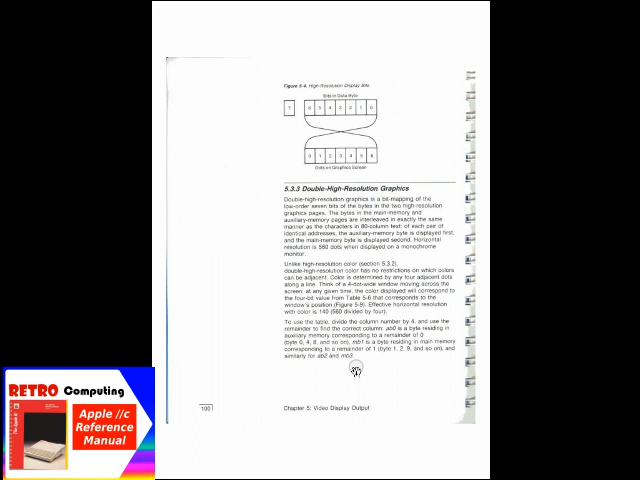 Figure 5-8. High-Resolution Display Bits
Bits in Data Byte
7 6 5 4 3 2 1 0
0 1 2 3 4 5 6
Dots on Graphics Screen
5.3.3 Double-High-Resolution Graphics
Double-high-resolution graphics is a bit-mapping of the
low-order seven bits of the bytes in the two high-resolution
graphics pages. The bytes in the main-memory and
auxiliary-memory pages are interleaved in exactly the same
manner as the characters in 80-column text: of each pair of
identical addresses, the auxiliary-memory byte is displayed first,
and the main-memory byte is displayed second. Horizontal
resolution is 560 dots when displayed on a monochrome
monitor.
Unlike high-resolution color (section 5.3.2),
double-high-resolution color has no restrictions on which colors
can be adjacent. Color is determined by any four adjacent dots
along a line. Think of a 4-dot-wide window moving across the
screen: at any given time, the color displayed will correspond to
the four-bit value from Table 5-6 that corresponds to the
window's position (Figure 5-9). Effective horizontal resolution
with color is 140 (560 divided by four).
To use the table, divide the column number by 4, and use the
remainder to find the correct column: ab0 is a byte residing in
auxiliary memory corresponding to a remainder of 0
(byte 0, 4, 8, and so on), mb1 is a byte residing in main memory
corresponding to a remainder of 1 (byte 1, 2, 9, and so on), and
similarly for ab2 and mb3.
100
Chapter 5: Video Display Output
RETRO Computing
Apple //c
Reference
Manual